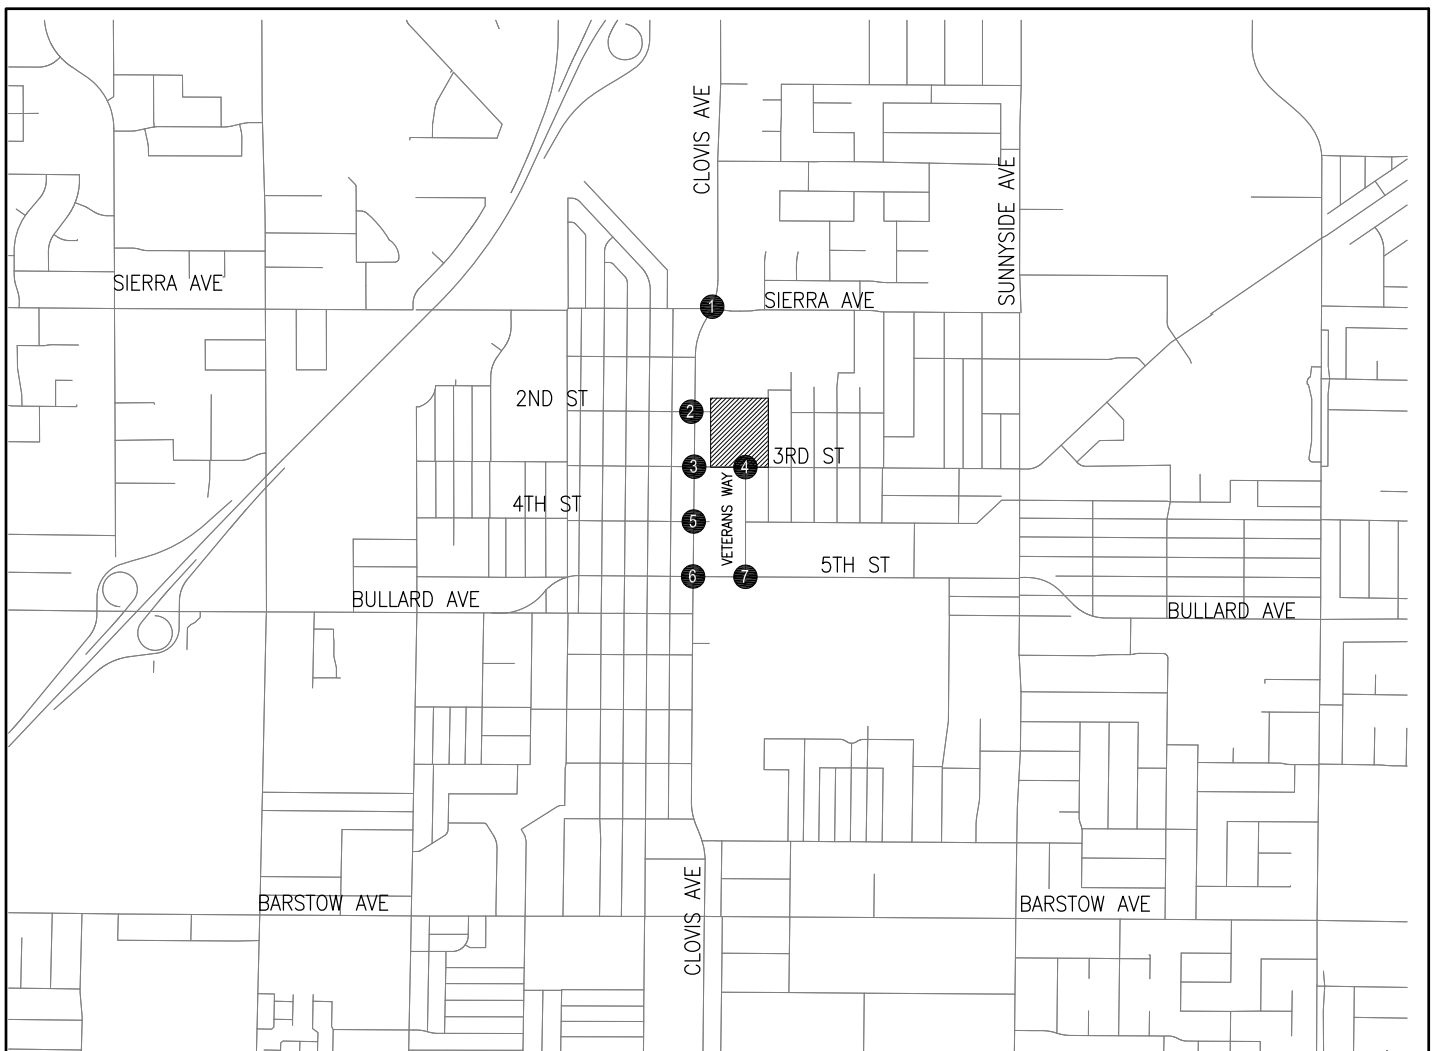 CLOVIS AVE
SUNNYSIDE AVE
SIERRA AVE
SIERRA AVE
1
2ND ST
2
3RD ST
3
4
4TH ST
VETERANS WAY
5
5TH ST
6
7
BULLARD AVE
BULLARD AVE
CLOVIS AVE
BARSTOW AVE
BARSTOW AVE